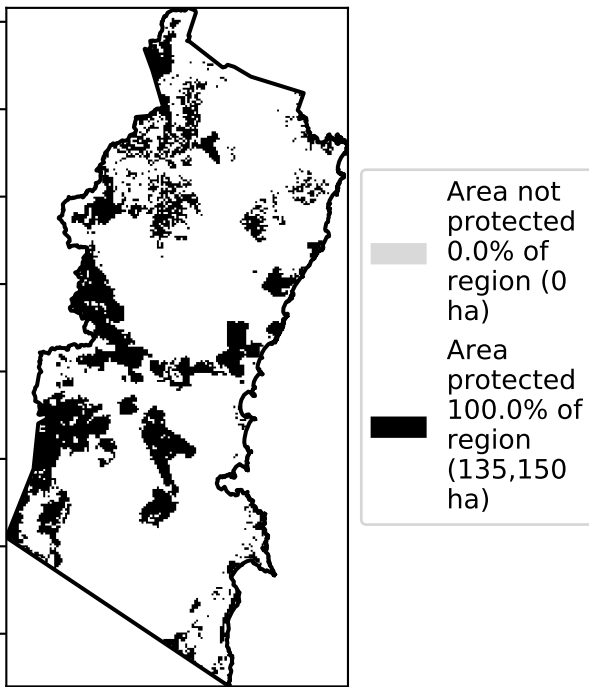 Area not
protected
0.0% of
region (0
ha)
Area
protected
100.0% of
region
(135,150
ha)